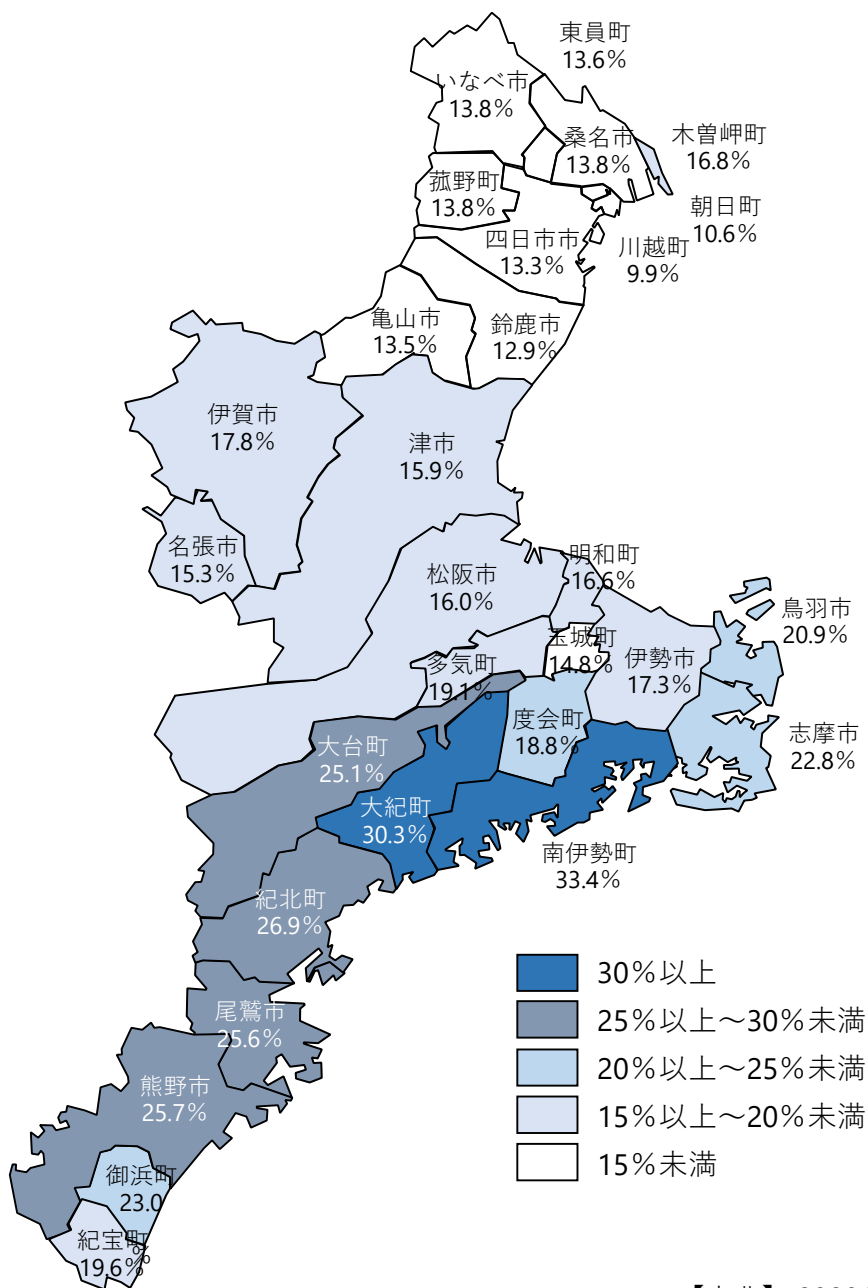 東員町
13.6%
いなべ市
13.8%
桑名市
13.8%
木曽岬町
16.8%
菰野町
13.8%
朝日町
10.6%
四日市市
13.3%
川越町
9.9%
亀山市
13.5%
鈴鹿市
12.9%
伊賀市
17.8%
津市
15.9%
名張市
15.3%
松阪市
16.0%
明和町
16.6%
鳥羽市
20.9%
玉城町
14.8%
伊勢市
17.3%
多気町
19.1%
度会町
18.8%
志摩市
22.8%
大台町
25.1%
大紀町
30.3%
南伊勢町
33.4%
紀北町
26.9%
尾鷲市
25.6%
熊野市
25.7%
御浜町
23.0
%
紀宝町
19.6%
30%以上
25%以上~30%未満
20%以上~25%未満
15%以上~20%未満
15%未満